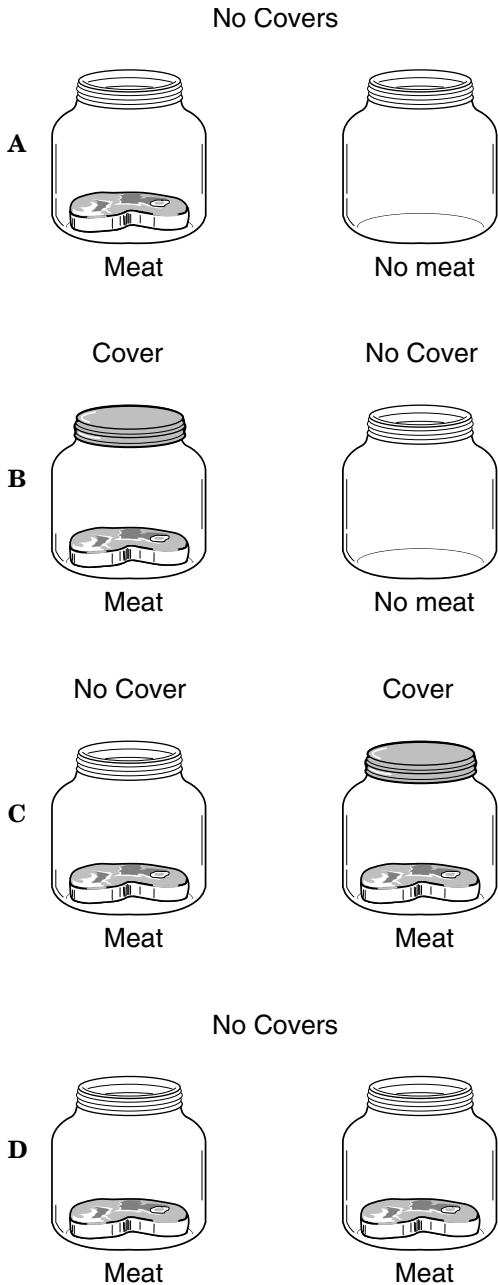 No Covers
A
Meat No meat
Cover No Cover
B
Meat No meat
No Cover Cover
C
Meat Meat
No Covers
D
Meat Meat